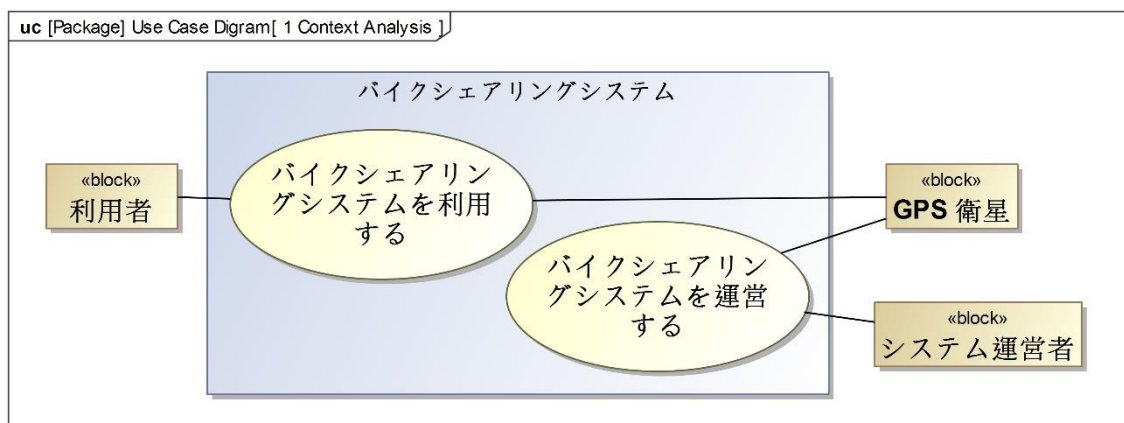 uc [Package] Use Case Digram[ 1 Context Analysis ]
バイクシェアリングシステム
バイクシェアリン
グシステムを利用
する
«block»
利用者
«block»
GPS 衛星
バイクシェアリン
グシステムを運営
する
«block»
システム運営者